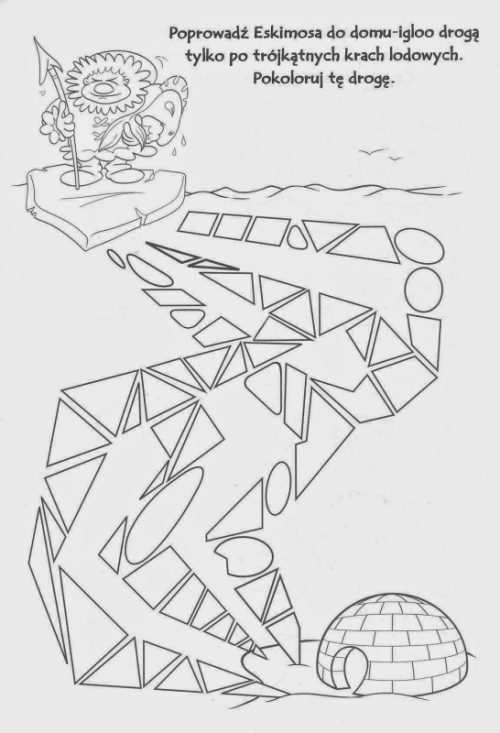 Poprowadź Eskimosa do domu-igloo drogą
tylko po trójkątnych krach lodowych.
Pokoloruj tę drogę.